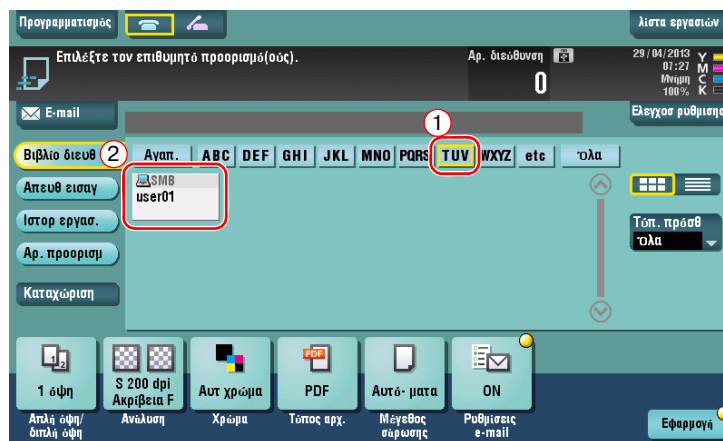 Προγραμματισμός
λίστα εργασιών
Επιλέξτε τον επιθυμητό προορισμό(ούς).
Αρ. διεύθυνση
0
29/04/2013
07:27
Μνήμη
100%
Y
M
C
K
E-mail
Ελεγχοσ ρυθμισης
1
Βιβλίο διευθ
2
Αγαπ.
ABC
DEF
GHI
JKL
MNO
PQRS
TUV
WXYZ
etc
Όλα
Απευθ εισαγ
SMB
user01
Ιστορ εργασ.
Τύπ. πρόσθ
Όλα
Αρ. προορισμ
Καταχώριση
1 όψη
S 200 dpi
Ακρίβεια F
Αυτ χρώμα
PDF
PDF
Αυτό- ματα
ON
Απλή όψη/
διπλή όψη
Ανάλυση
Χρώμα
Τύπος αρχ.
Μέγεθος
σάρωσης
Ρυθμίσεις
e-mail
Εφαρμογή